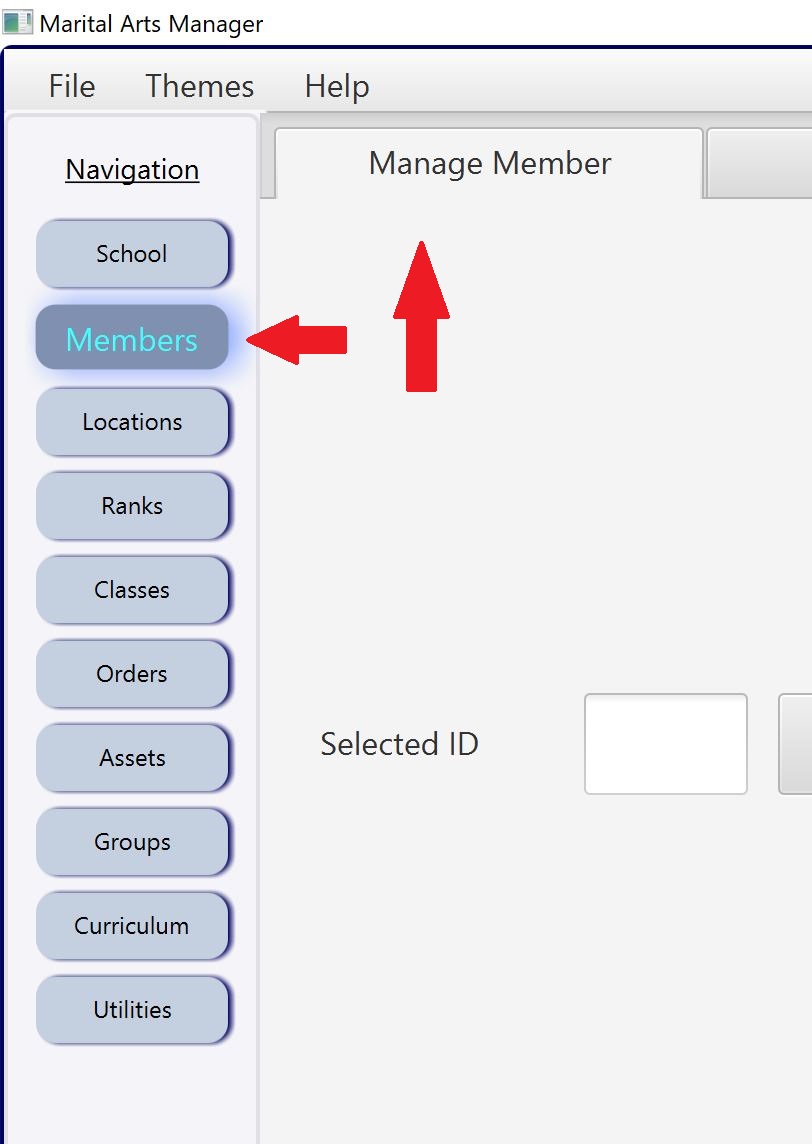 Marital Arts Manager
File Themes Help
Navigation
Manage Member
School
Members
Locations
Ranks
Classes
Orders
Assets
Selected ID
Groups
Curriculum
Utilities